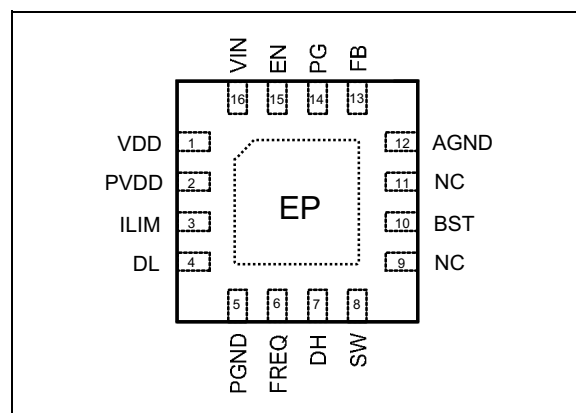 VIN EN PG FB
16 15 14 13
VDD 1 12 AGND
PVDD 2 11 NC
EP
ILIM 3 10 BST
DL 4 9 NC
5 6 7 8
PGND FREQ DH SW